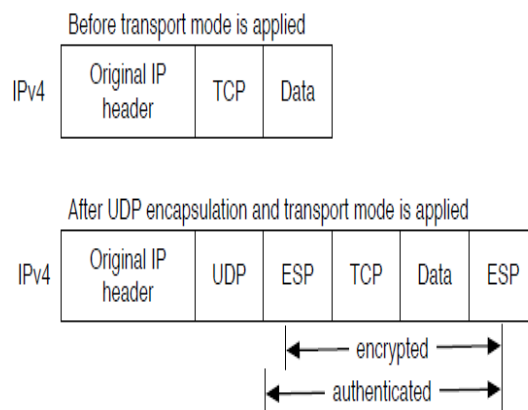 Before transport mode is applied
IPv4 Original IP header TCP Data
After UDP encapsulation and transport mode is applied
IPv4 Original IP header UDP ESP TCP Data ESP
encrypted
authenticated